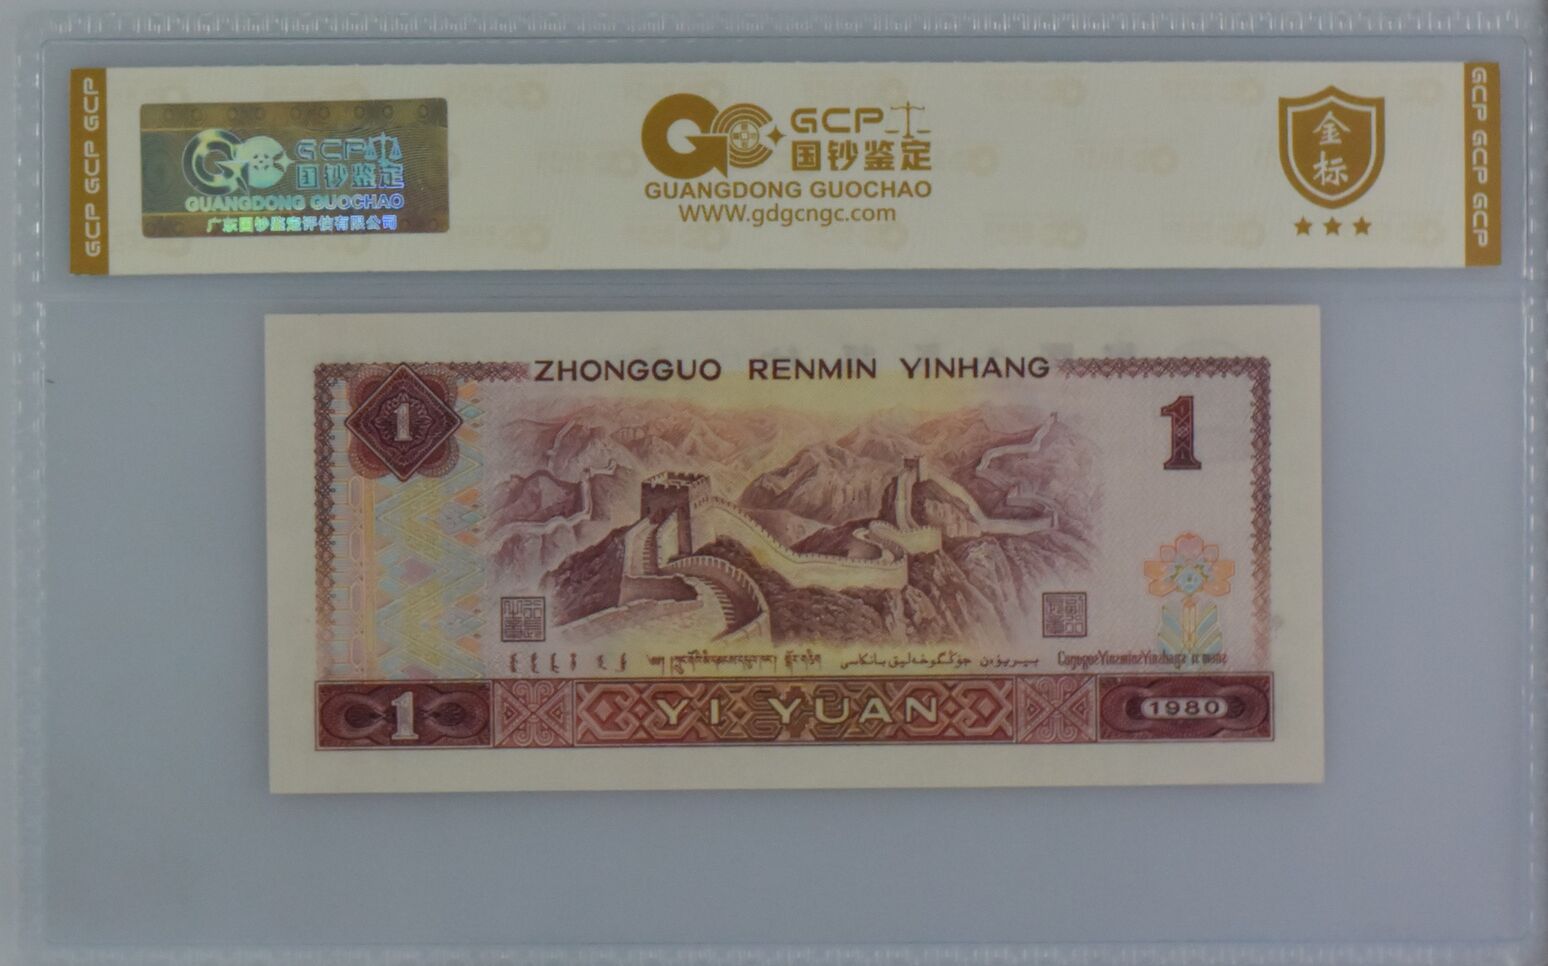 GCP GCP GCP
GCP
国钞鉴定
GUANGDONG GUOCHAO
广东国钞鉴定评估有限公司
GCP
国钞鉴定
GUANGDONG GUOCHAO
WWW.gdgcngc.com
金标
GCP GCP GCP
ZHONGGUO RENMIN YINHANG
1
1
1
YI YUAN
1980